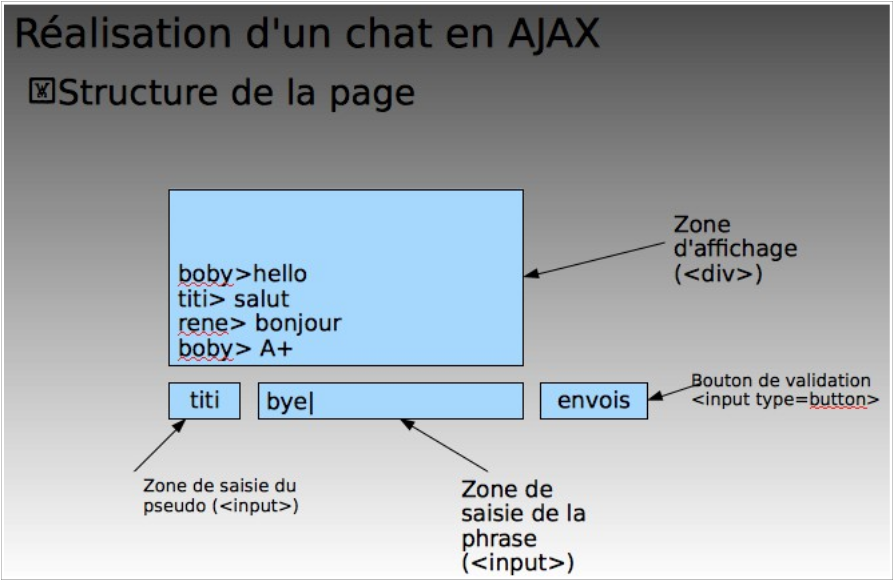 Réalisation d'un chat en AJAX
Structure de la page
boby>hello
titi> salut
rene> bonjour
boby> A+
Zone
d'affichage
(<div>)
titi
bye|
envois
Bouton de validation
<input type=button>
Zone de saisie du
pseudo (<input>)
Zone de
saisie de la
phrase
(<input>)